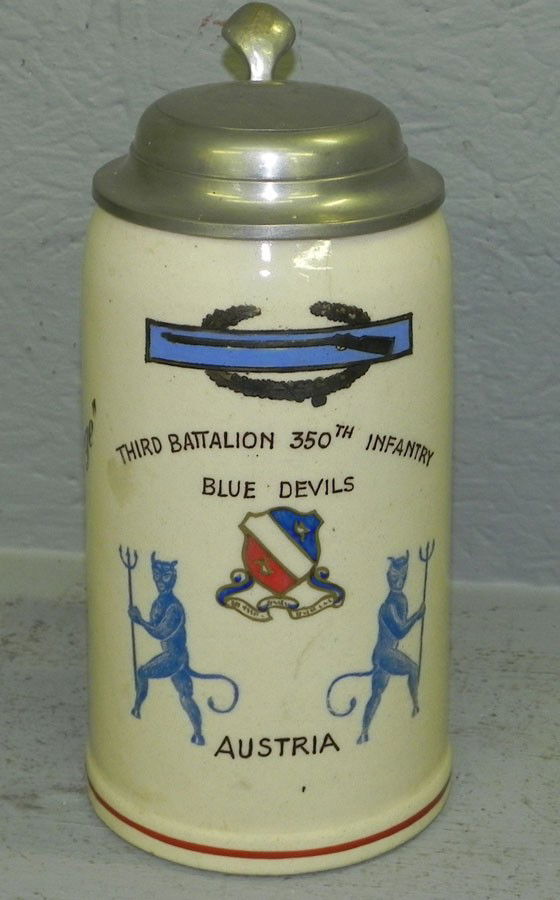 THIRD BATTALION 350TH INFANTRY
BLUE DEVILS
AUSTRIA